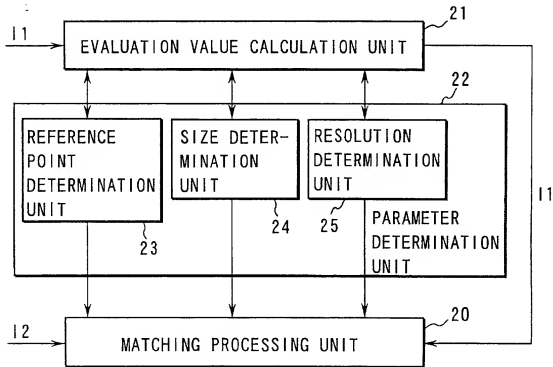 21
I1
EVALUATION VALUE CALCULATION UNIT
22
REFERENCE
POINT
DETERMINATION
UNIT
23
SIZE DETER-
MINATION
UNIT
24
RESOLUTION
DETERMINATION
UNIT
25
PARAMETER
DETERMINATION
UNIT
I1
20
I2
MATCHING PROCESSING UNIT